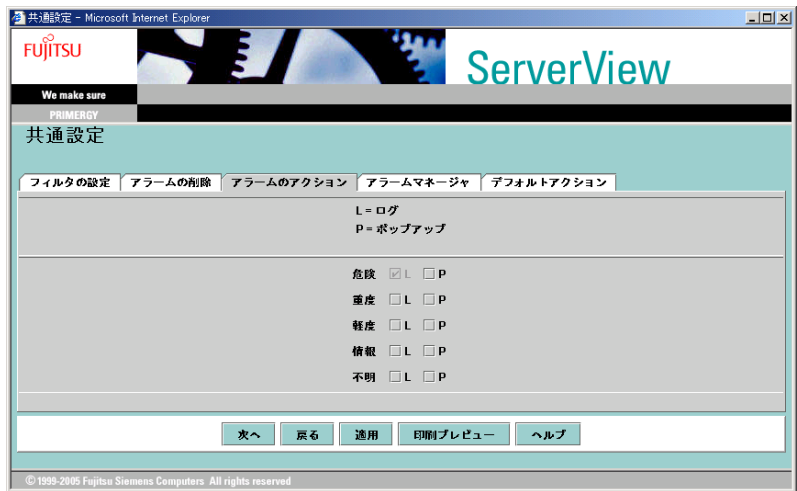 共通設定 - Microsoft Internet Explorer
FUJITSU
ServerView
We make sure
PRIMERGY
共通設定
フィルタの設定 アラームの削除 アラームのアクション アラームマネージャ デフォルトアクション
L = ログ
P = ポップアップ
危険 L P
重度 L P
軽度 L P
情報 L P
不明 L P
次へ 戻る 適用 印刷プレビュー ヘルプ
© 1999-2005 Fujitsu Siemens Computers All rights reserved